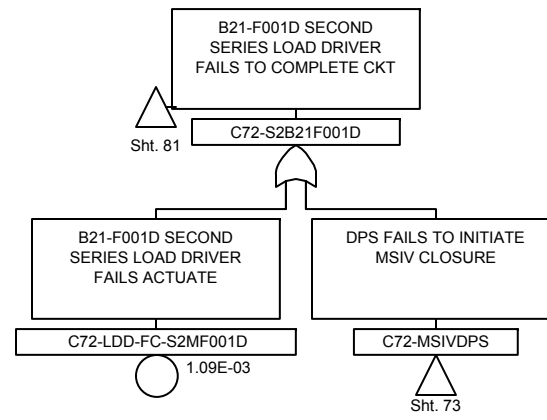 B21-F001D SECOND
SERIES LOAD DRIVER
FAILS TO COMPLETE CKT
Sht. 81
C72-S2B21F001D
B21-F001D SECOND
SERIES LOAD DRIVER
FAILS ACTUATE
C72-LDD-FC-S2MF001D
1.09E-03
DPS FAILS TO INITIATE
MSIV CLOSURE
C72-MSIVDPS
Sht. 73